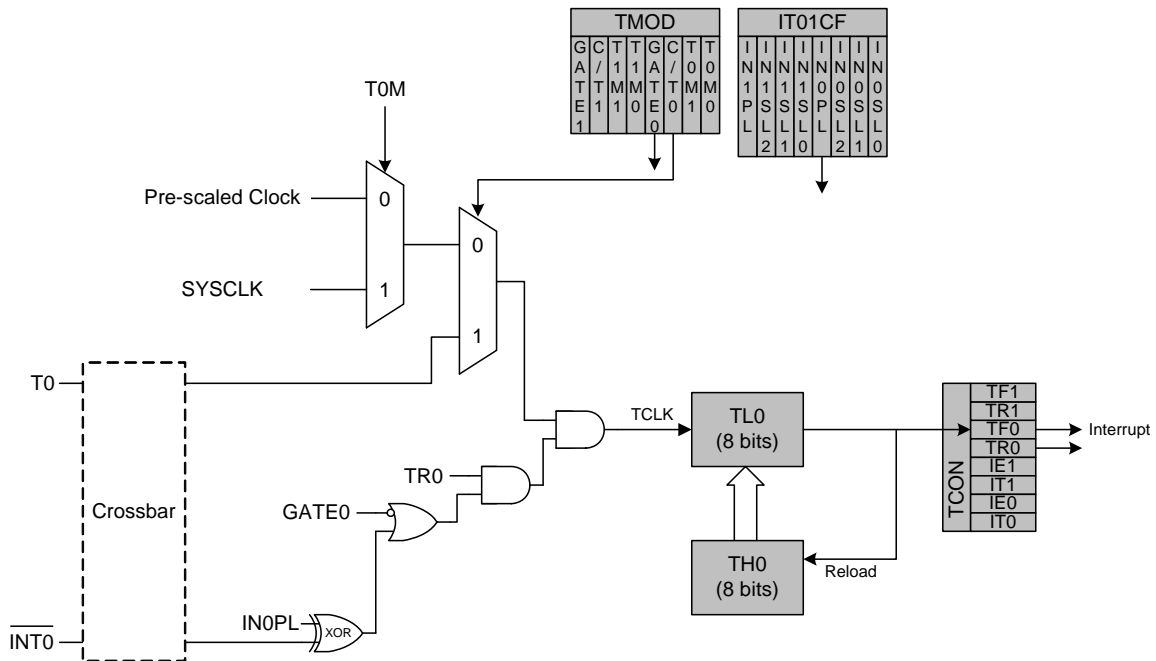 TMOD
IT01CF
GATE1
C/T1
T1M1
T1M0
GATE0
C/T0
T0M1
T0M0
IN1PL
IN1SL2
IN1SL1
IN1SL0
IN0PL
IN0SL2
IN0SL1
IN0SL0
T0M
Pre-scaled Clock
0
0
SYSCLK
1
1
T0
TCLK
TL0
(8 bits)
TF1
TR1
TF0
TR0
IE1
IT1
IE0
IT0
TCON
Interrupt
TR0
Crossbar
GATE0
TH0
(8 bits)
Reload
IN0PL
XOR
INT0